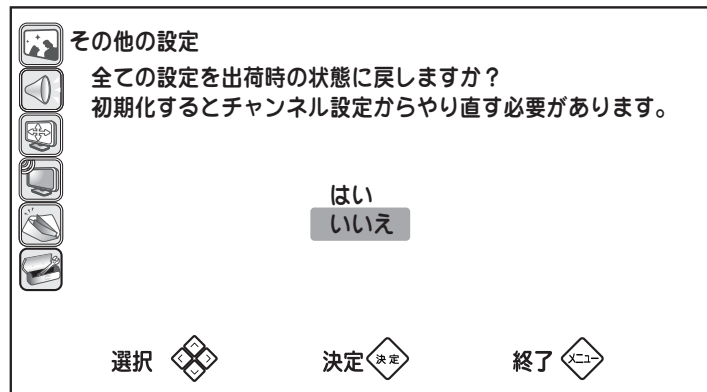 その他の設定
全ての設定を出荷時の状態に戻しますか？
初期化するとチャンネル設定からやり直す必要があります。
はい
いいえ
選択 決定 決定 終了 メニュー